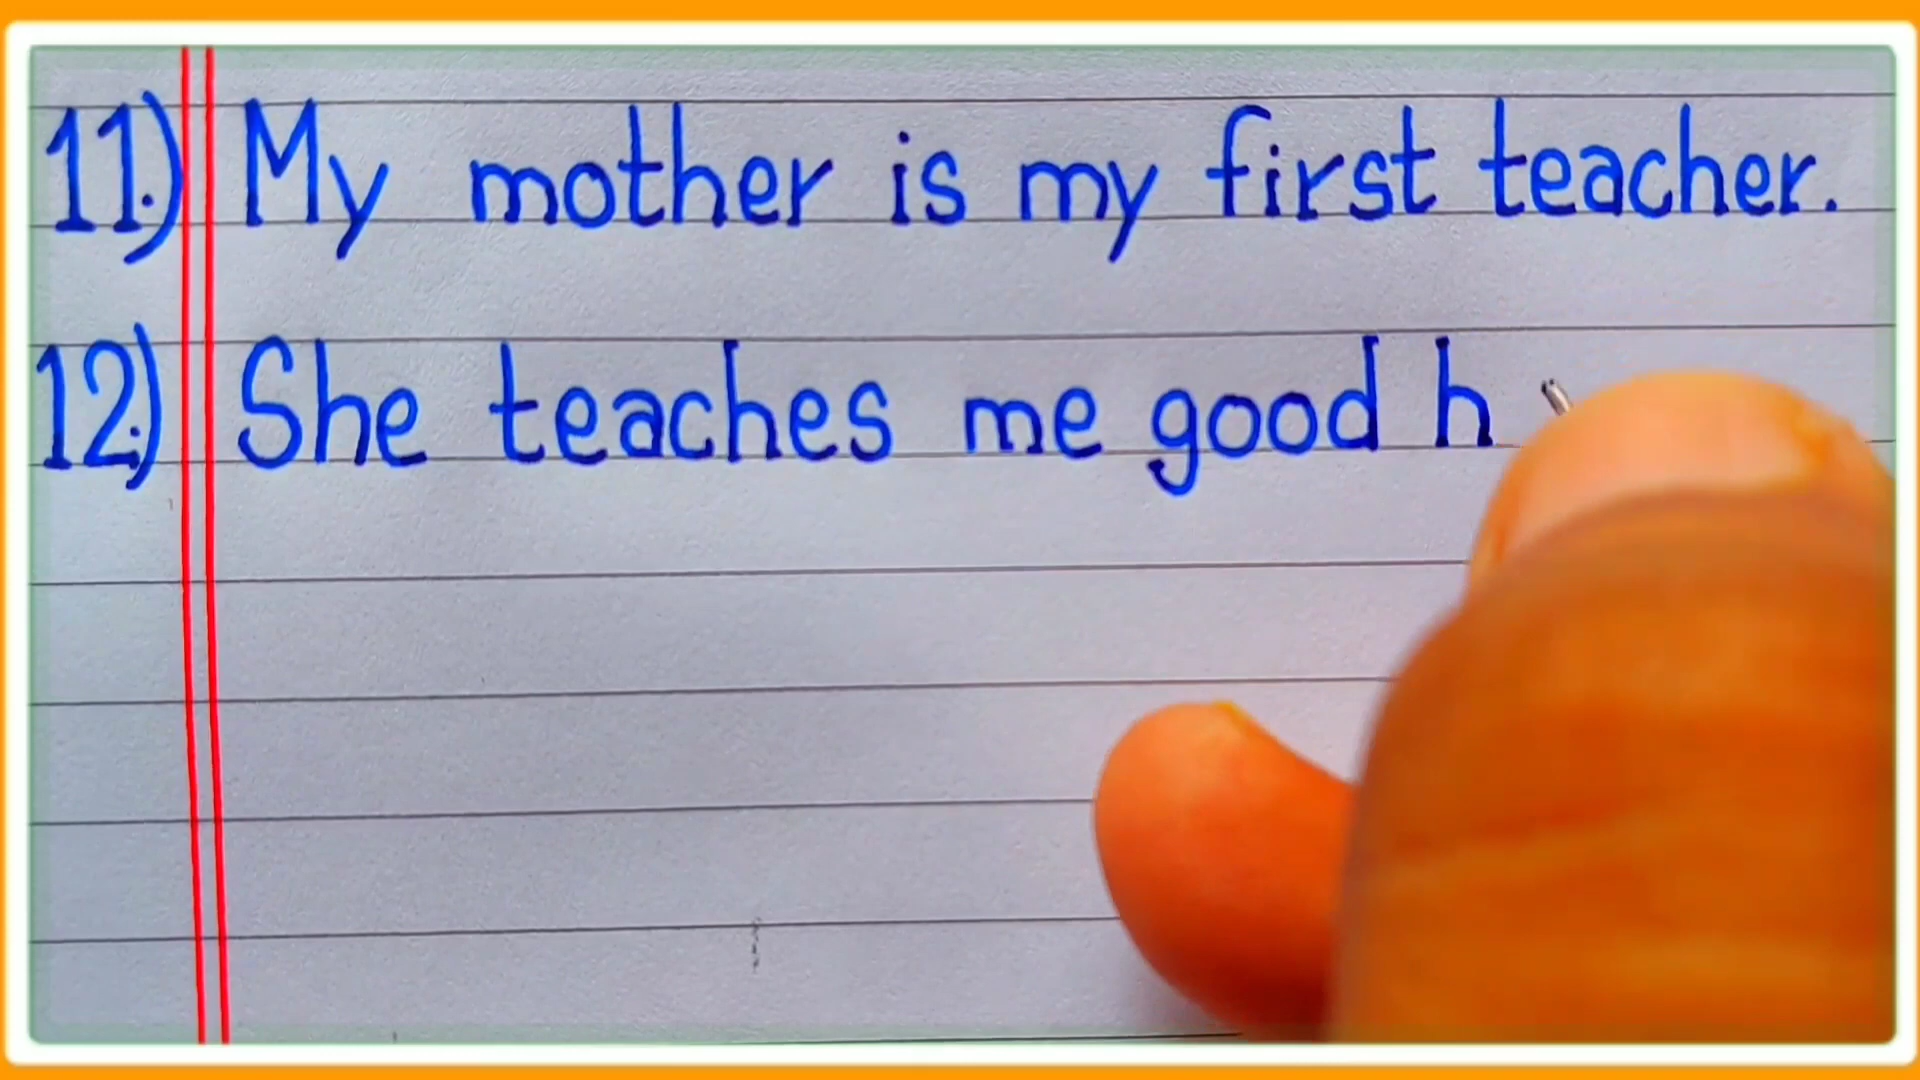 11.) My mother is my first teacher.
12.) She teaches me good h